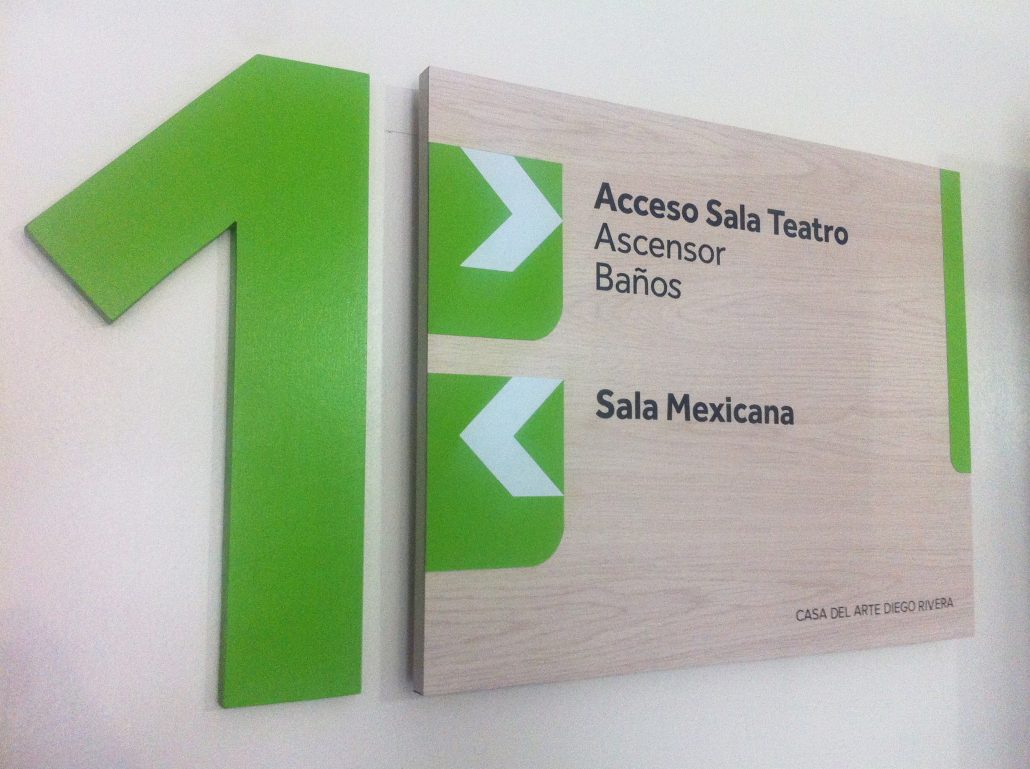 1
Acceso Sala Teatro
Ascensor
Baños
Sala Mexicana
CASA DEL ARTE DIEGO RIVERA